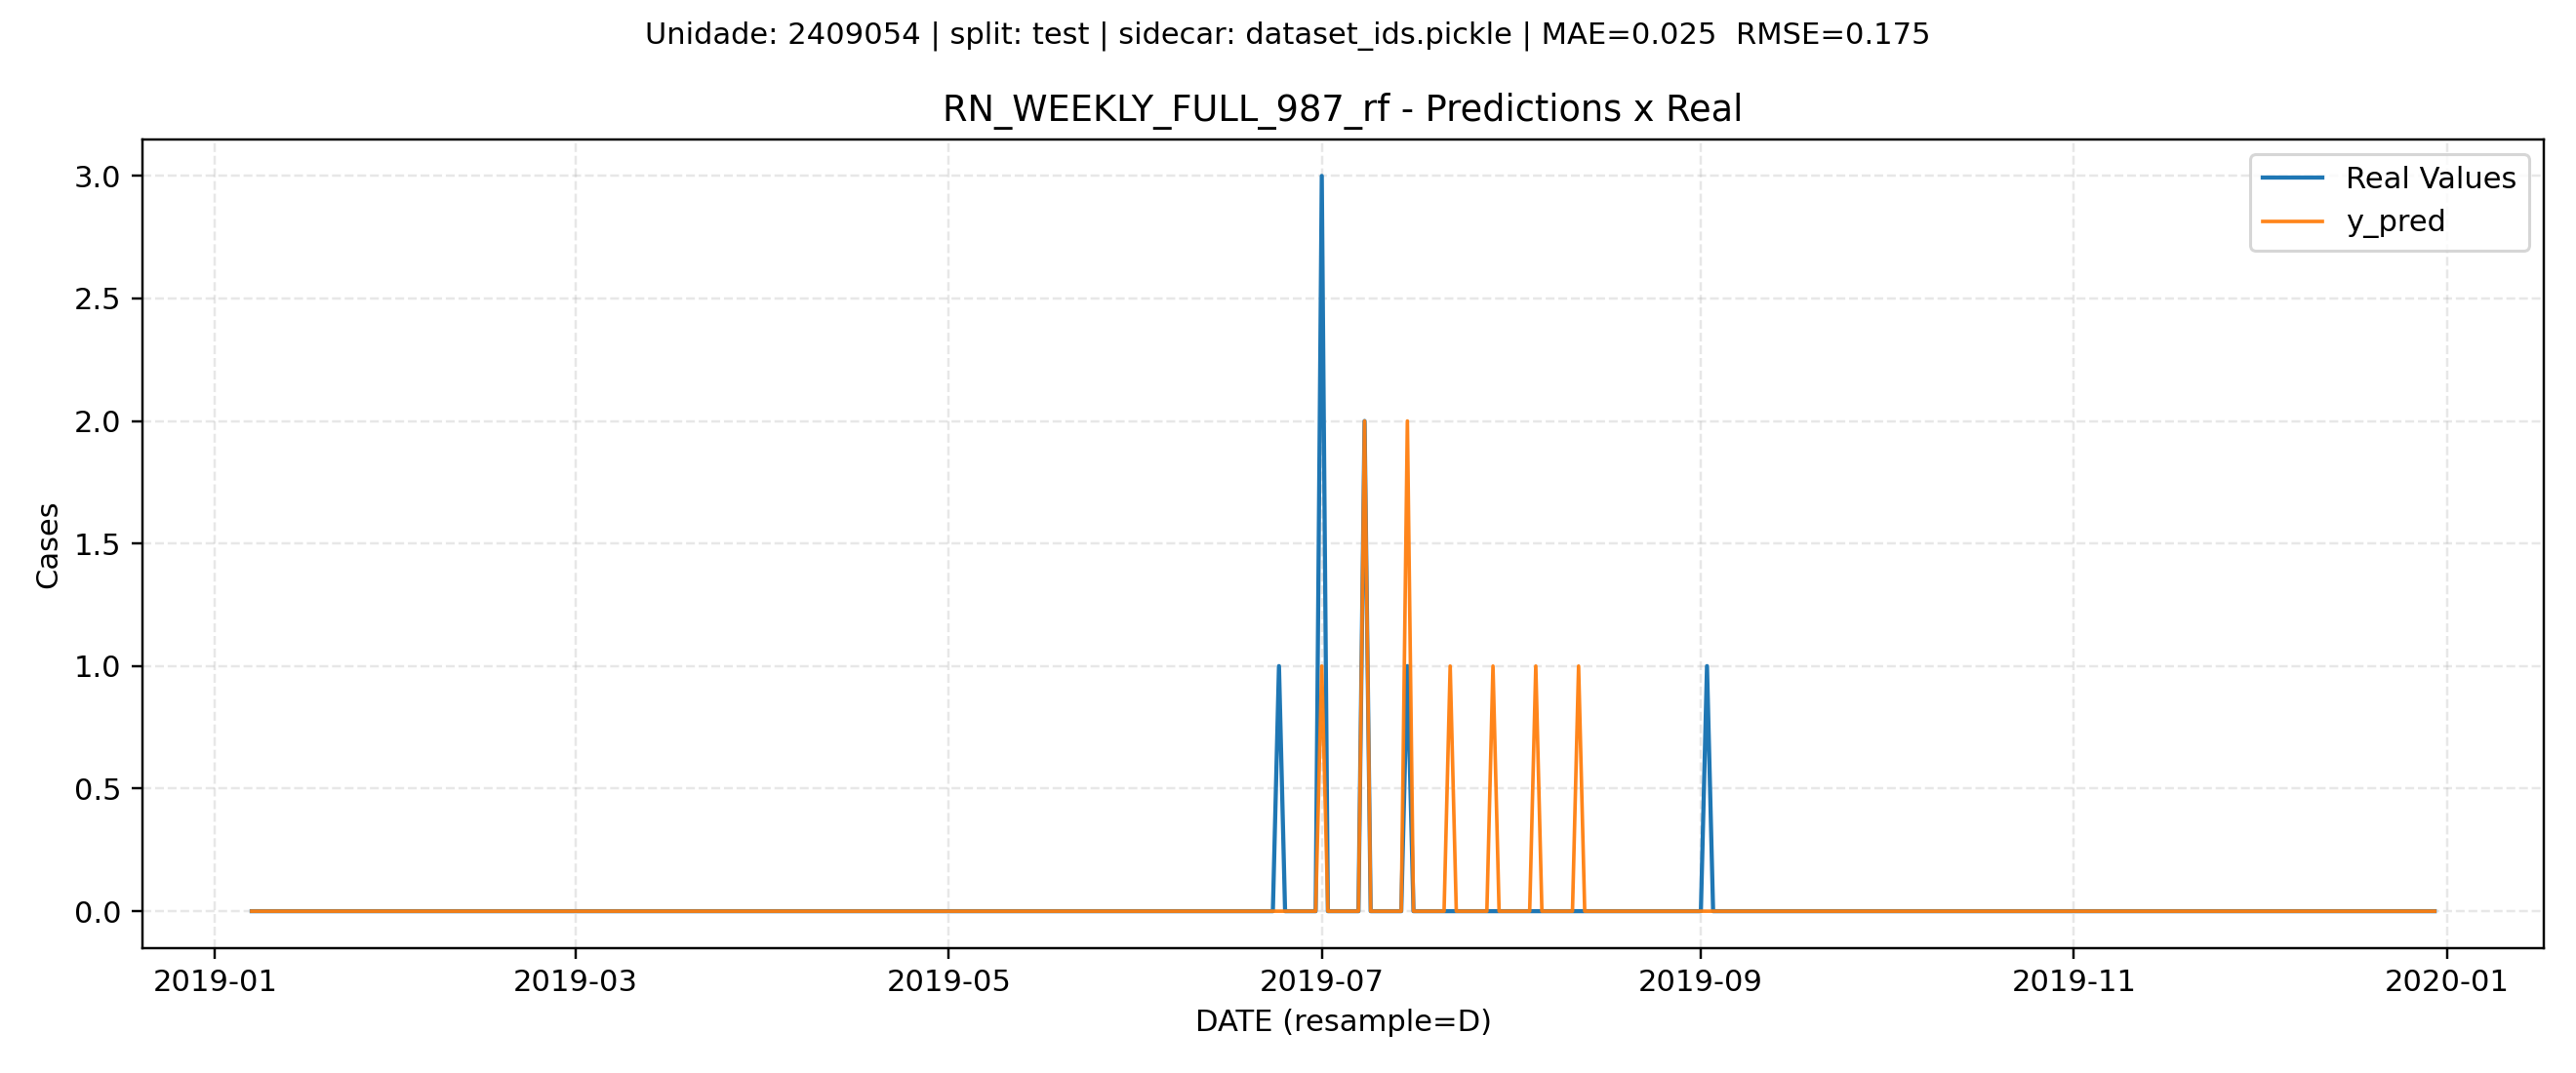 Unidade: 2409054 | split: test | sidecar: dataset_ids.pickle | MAE=0.025  RMSE=0.175
RN_WEEKLY_FULL_987_rf - Predictions x Real
Real Values
y_pred
Cases
3.0
2.5
2.0
1.5
1.0
0.5
0.0
2019-01
2019-03
2019-05
2019-07
2019-09
2019-11
2020-01
DATE (resample=D)